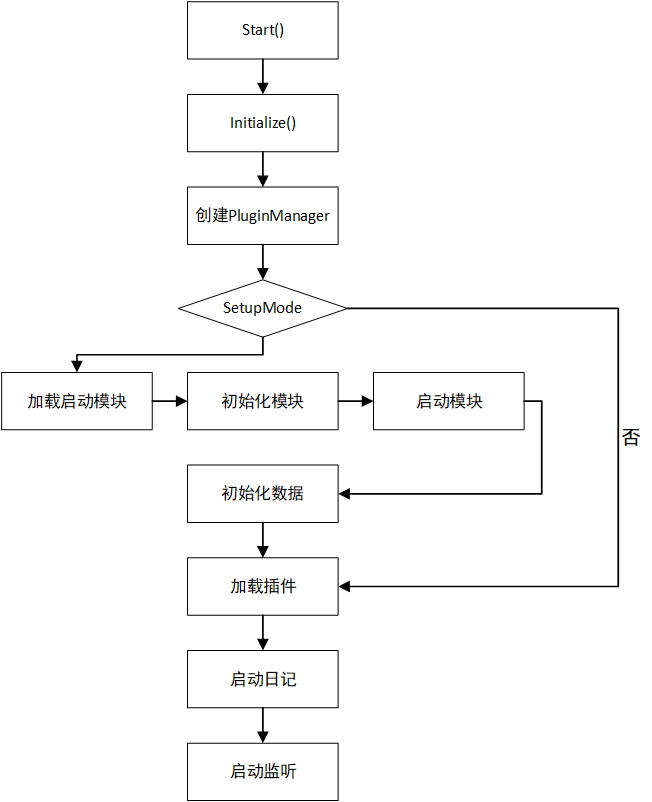 Start()
Initialize()
创建PluginManager
SetupMode
加载启动模块
初始化模块
启动模块
否
初始化数据
加载插件
启动日记
启动监听